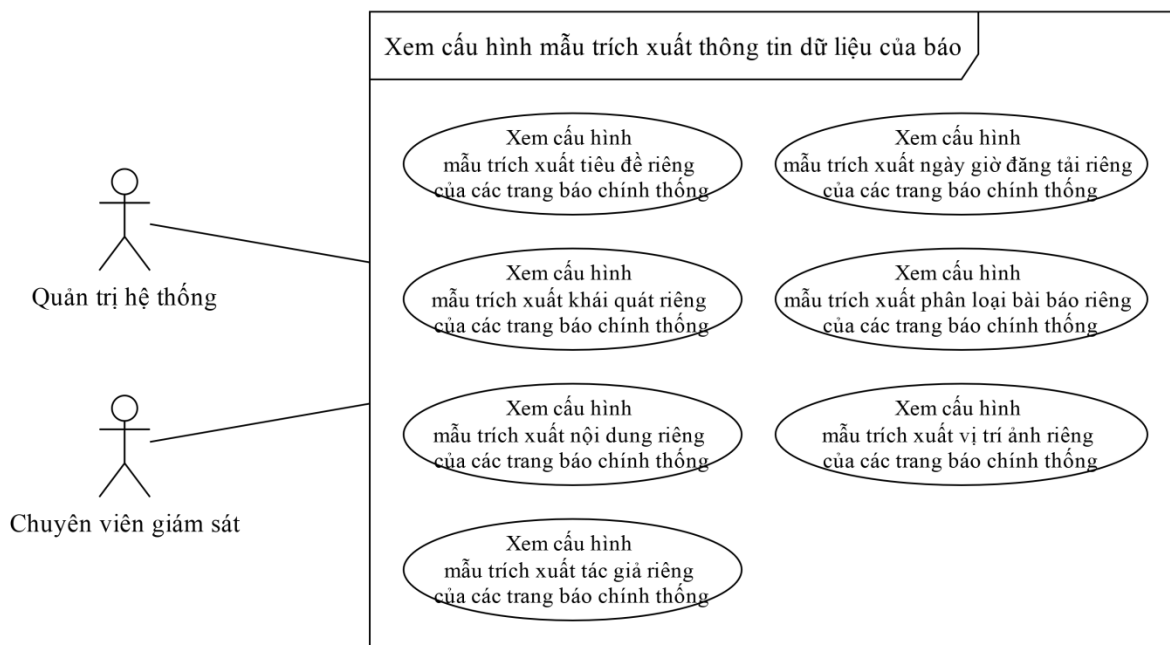 Xem cấu hình mẫu trích xuất thông tin dữ liệu của báo
Xem cấu hình
mẫu trích xuất tiêu đề riêng
của các trang báo chính thống
Xem cấu hình
mẫu trích xuất ngày giờ đăng tải riêng
của các trang báo chính thống
Quản trị hệ thống
Xem cấu hình
mẫu trích xuất khái quát riêng
của các trang báo chính thống
Xem cấu hình
mẫu trích xuất phân loại bài báo riêng
của các trang báo chính thống
Xem cấu hình
mẫu trích xuất nội dung riêng
của các trang báo chính thống
Xem cấu hình
mẫu trích xuất vị trí ảnh riêng
của các trang báo chính thống
Chuyên viên giám sát
Xem cấu hình
mẫu trích xuất tác giả riêng
của các trang báo chính thống